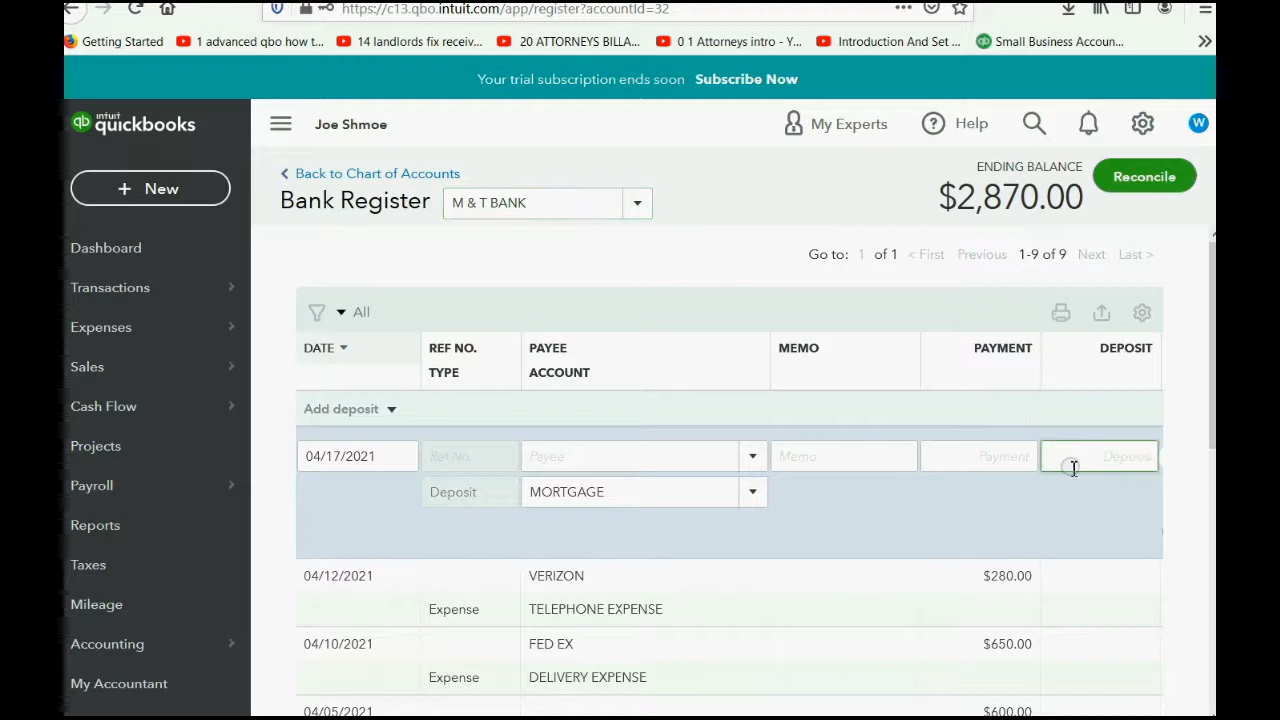 https://c13.qbo.intuit.com/app/register?accountId=32
Getting Started 1 advanced qbo how t... 14 landlords fix receiv... 20 ATTORNEYS BILLA... 0 1 Attorneys intro - Y... Introduction And Set ... Small Business Accoun...
Your trial subscription ends soon Subscribe Now
intuit quickbooks
Joe Shmoe My Experts Help W
+ New
Back to Chart of Accounts
Bank Register M & T BANK
ENDING BALANCE
$2,870.00
Reconcile
Dashboard
Transactions
Expenses
Sales
Cash Flow
Projects
Payroll
Reports
Taxes
Mileage
Accounting
My Accountant
Go to: 1 of 1 < First Previous 1-9 of 9 Next Last >
All
DATE REF NO. PAYEE MEMO PAYMENT DEPOSIT
TYPE ACCOUNT
Add deposit
04/17/2021 Ref No. Payee Memo Payment Deposit
Deposit MORTGAGE
04/12/2021 VERIZON $280.00
Expense TELEPHONE EXPENSE
04/10/2021 FED EX $650.00
Expense DELIVERY EXPENSE
04/05/2021 $600.00